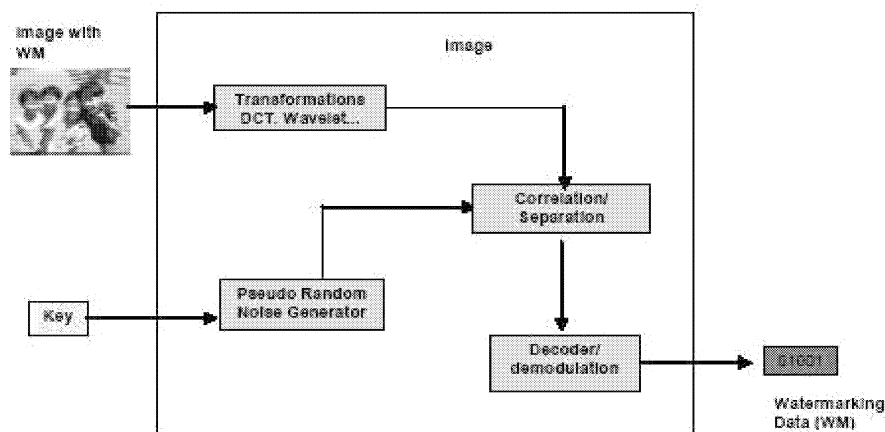 Image with
WM
Image
Transformations
DCT. Wavelet...
Correlation/
Separation
Key
Pseudo Random
Noise Generator
Decoder/
demodulation
01001
Watermarking
Data (WM)